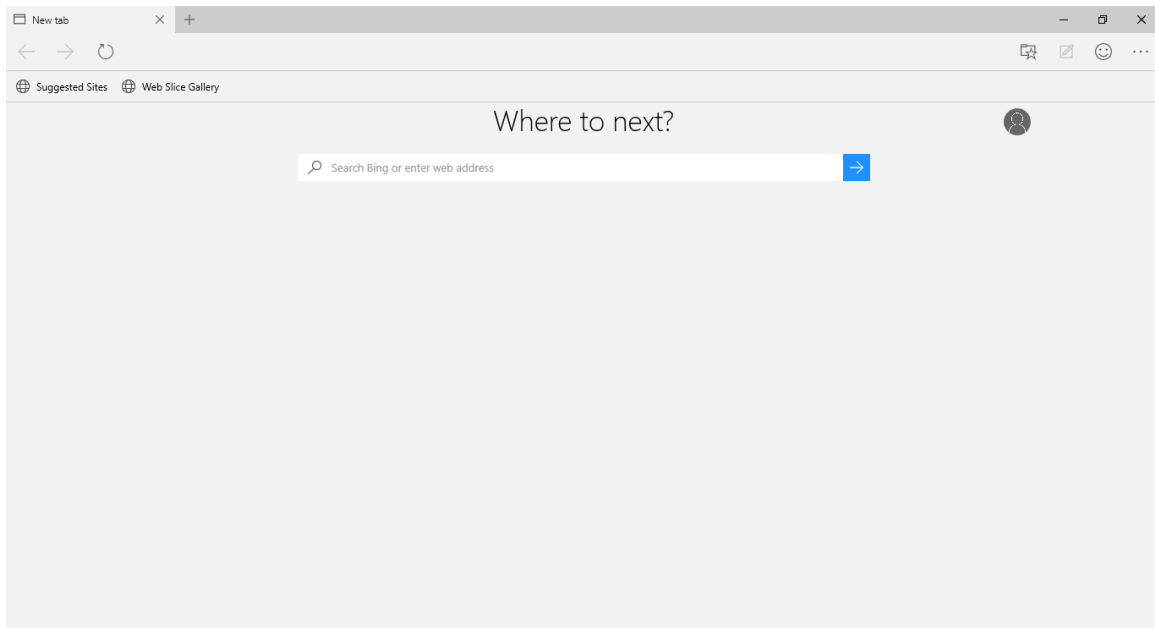 New tab
Suggested Sites Web Slice Gallery
Where to next?
Search Bing or enter web address